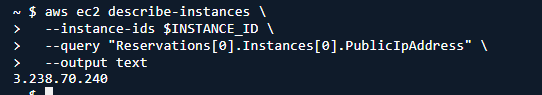 ~ $ aws ec2 describe-instances \
>   --instance-ids $INSTANCE_ID \
>   --query "Reservations[0].Instances[0].PublicIpAddress" \
>   --output text
3.238.70.240
~ $